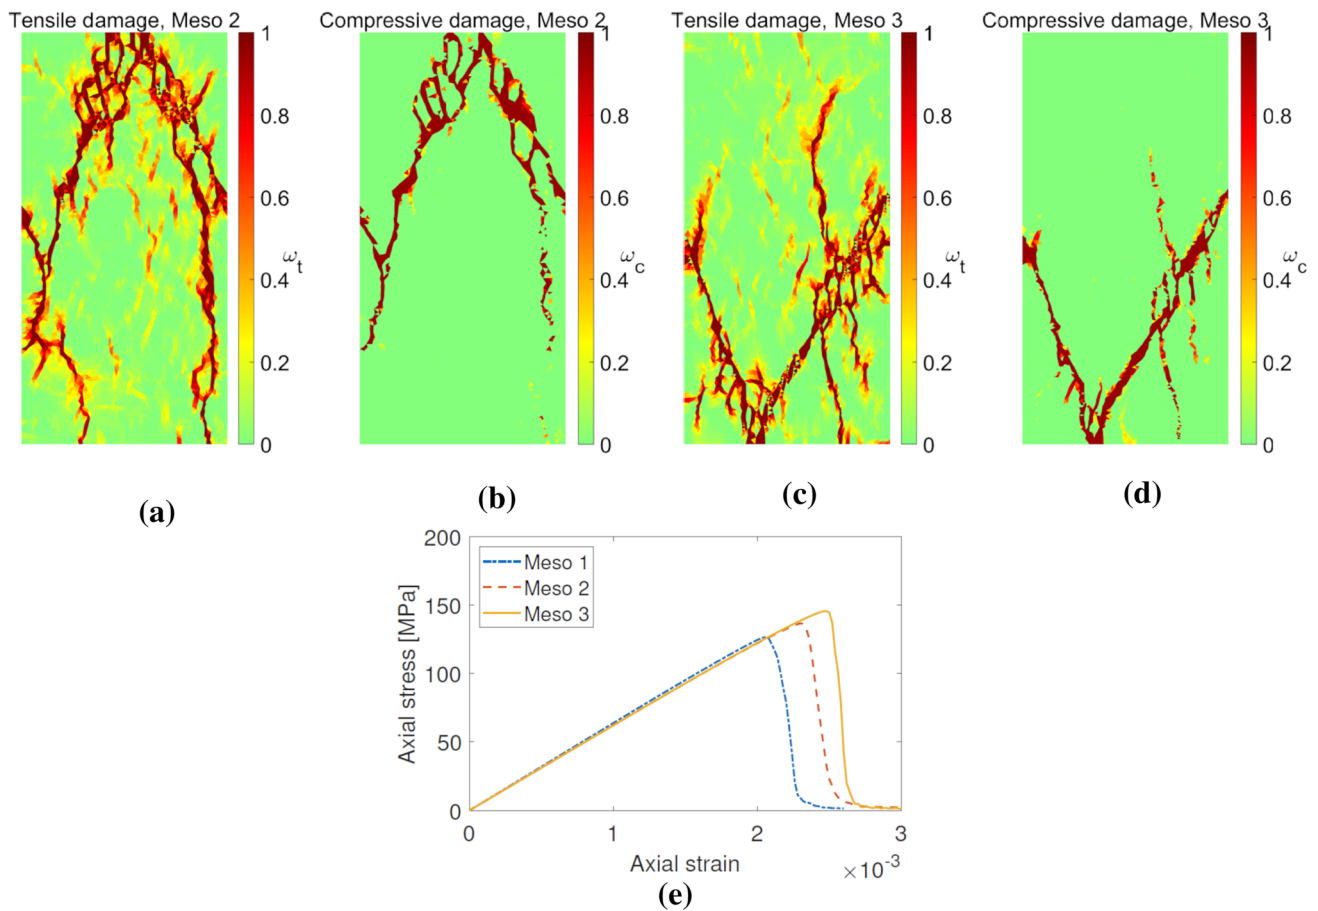 Tensile damage, Meso 2
Compressive damage, Meso 2
Tensile damage, Meso 3
Compressive damage, Meso 3
1
0.8
0.6
ωt
0.4
0.2
0
1
0.8
0.6
ωc
0.4
0.2
0
1
0.8
0.6
ωt
0.4
0.2
0
1
0.8
0.6
ωc
0.4
0.2
0
(a)
(b)
(c)
(d)
200
150
100
50
0
Axial stress [MPa]
Meso 1
Meso 2
Meso 3
0
1
2
3
Axial strain
×10-3
(e)